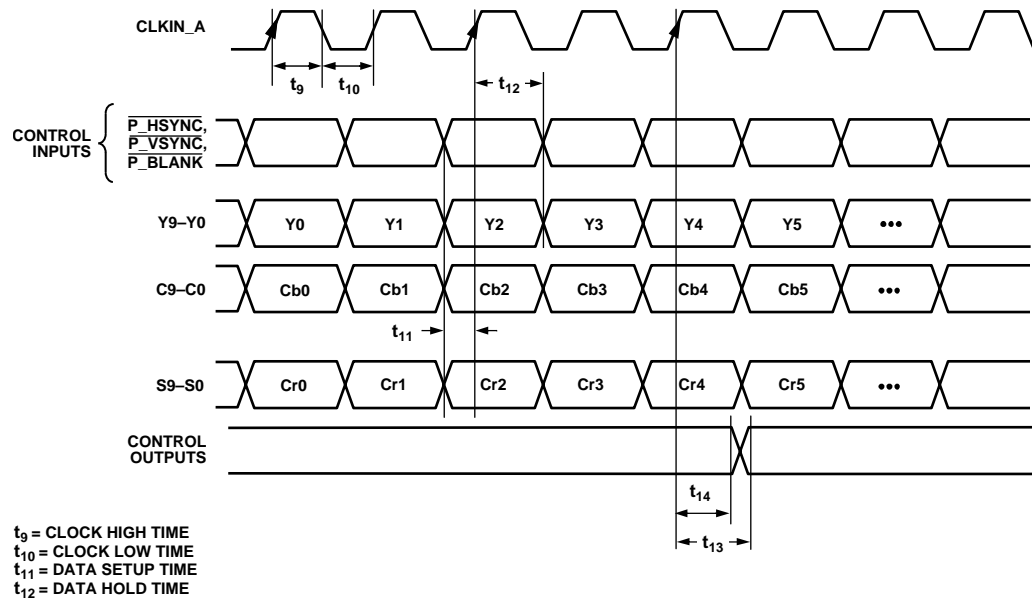 CLKIN_A
t9
t10
t12
CONTROL
INPUTS
P_HSYNC,
P_VSYNC,
P_BLANK
Y9–Y0
Y0
Y1
Y2
Y3
Y4
Y5
•••
C9–C0
Cb0
Cb1
Cb2
Cb3
Cb4
Cb5
•••
t11
S9–S0
Cr0
Cr1
Cr2
Cr3
Cr4
Cr5
•••
CONTROL
OUTPUTS
t14
t13
t9 = CLOCK HIGH TIME
t10 = CLOCK LOW TIME
t11 = DATA SETUP TIME
t12 = DATA HOLD TIME